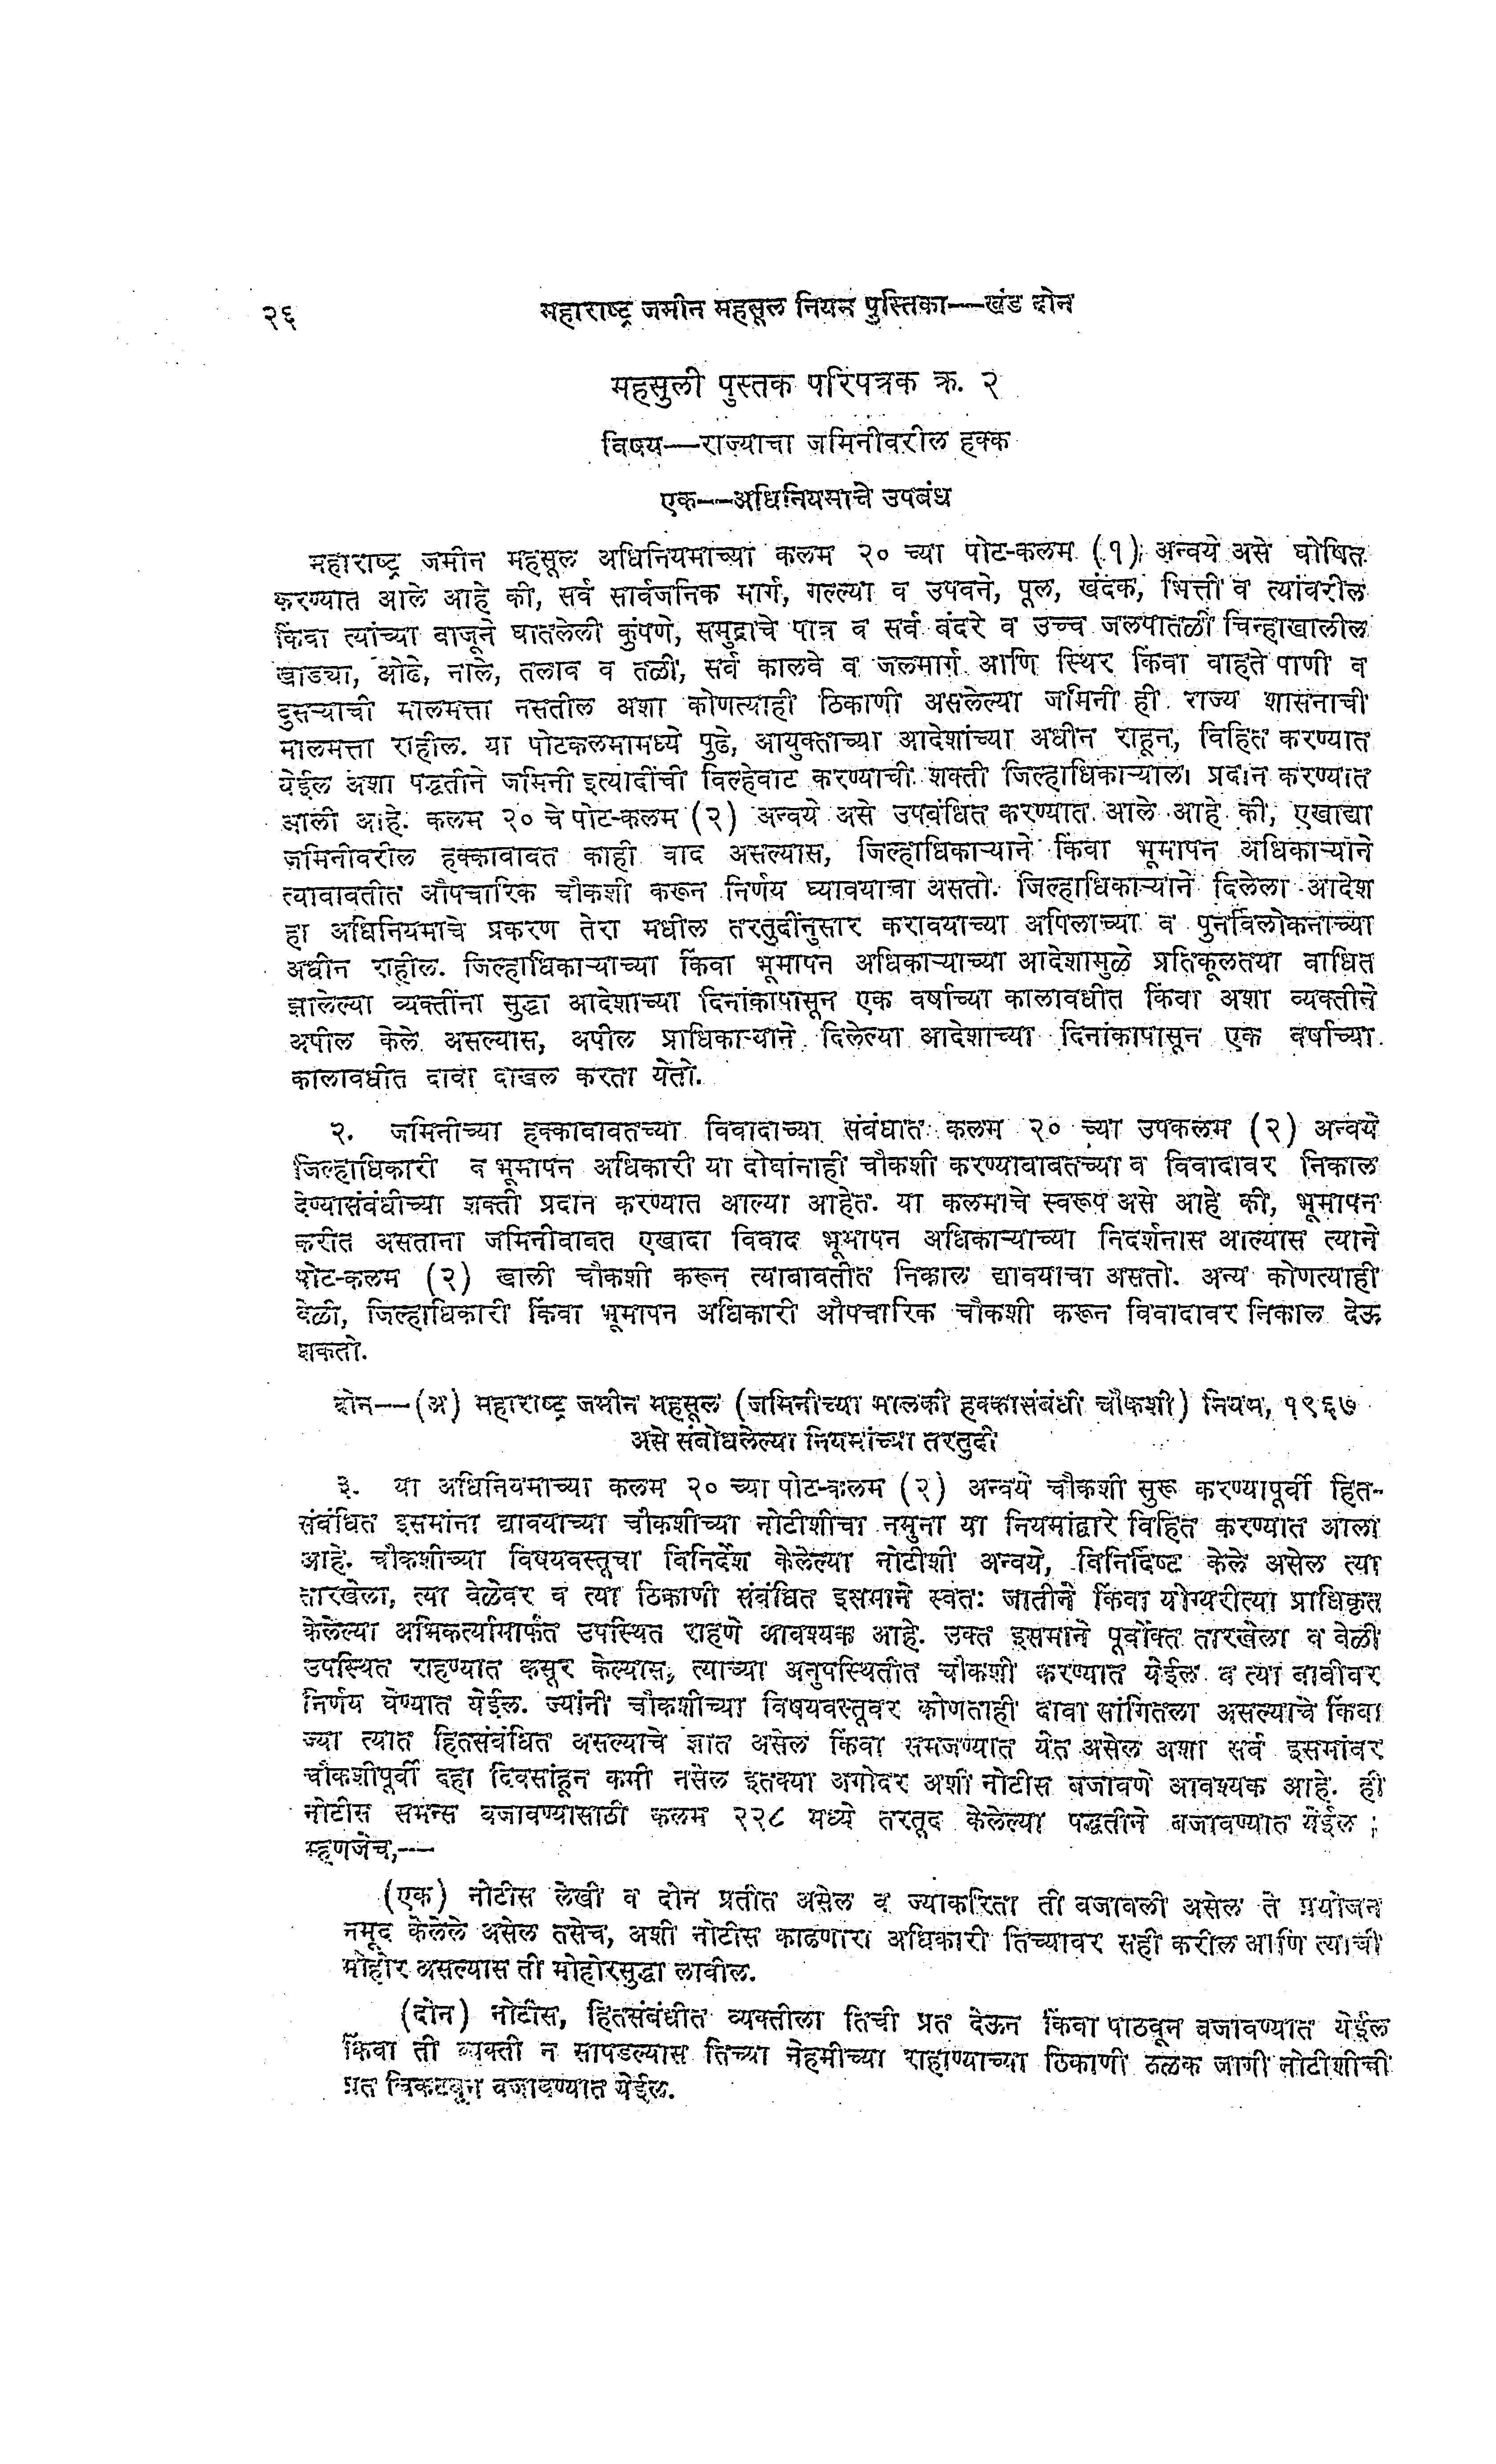 २६
महाराष्ट्र जमीन महसूल नियम पुस्तिका——खंड दोन
महसुली पुस्तक परिपत्रक क्र. २
विषय——राज्याचा जमिनीवरील हक्क
एक——अधिनियमाचे उपबंध
महाराष्ट्र जमीन महसूल अधिनियमाच्या कलम २० च्या पोट-कलम (१) अन्वये असे घोषित
करण्यात आले आहे की, सर्व सार्वजनिक मार्ग, गल्ल्या व उपवने, पूल, खंदक, भित्ती व त्यांवरील
किंवा त्यांच्या बाजूने घातलेली कुंपणे, समुद्राचे पात्र व सर्व बंदरे व उच्च जलपातळी चिन्हाखालील
खाड्या, ओढे, नाले, तलाव व तळी, सर्व कालवे व जलमार्ग आणि स्थिर किंवा वाहते पाणी व
दुसऱ्याची मालमत्ता नसतील अशा कोणत्याही ठिकाणी असलेल्या जमिनी ही राज्य शासनाची
मालमत्ता राहील. या पोटकलमामध्ये पुढे, आयुक्ताच्या आदेशांच्या अधीन राहून, विहित करण्यात
येईल अशा पद्धतीने जमिनी इत्यादींची विल्हेवाट करण्याची शक्ती जिल्हाधिकाऱ्याला प्रदान करण्यात
आली आहे. कलम २० चे पोट-कलम (२) अन्वये असे उपबंधित करण्यात आले आहे की, एखाद्या
जमिनीवरील हक्काबाबत काही वाद असल्यास, जिल्हाधिकाऱ्याने किंवा भूमापन अधिकाऱ्याने
त्याबाबतीत औपचारिक चौकशी करून निर्णय घ्यावयाचा असतो. जिल्हाधिकाऱ्याने दिलेला आदेश
हा अधिनियमाचे प्रकरण तेरा मधील तरतुदींनुसार करावयाच्या अपिलाच्या व पुनर्विलोकनाच्या
अधीन राहील. जिल्हाधिकाऱ्याच्या किंवा भूमापन अधिकाऱ्याच्या आदेशामुळे प्रतिकूलतया बाधित
झालेल्या व्यक्तींना सुद्धा आदेशाच्या दिनांकापासून एक वर्षाच्या कालावधीत किंवा अशा व्यक्तीने
अपील केले असल्यास, अपील प्राधिकाऱ्याने दिलेल्या आदेशाच्या दिनांकापासून एक वर्षाच्या
कालावधीत दावा दाखल करता येतो.
२. जमिनीच्या हक्काबाबतच्या विवादाच्या संबंधात कलम २० च्या उपकलम (२) अन्वये
जिल्हाधिकारी व भूमापन अधिकारी या दोघांनाही चौकशी करण्याबाबतच्या व विवादावर निकाल
देण्यासंबंधीच्या शक्ती प्रदान करण्यात आल्या आहेत. या कलमाचे स्वरूप असे आहे की, भूमापन
करीत असताना जमिनीबाबत एखादा विवाद भूमापन अधिकाऱ्याच्या निदर्शनास आल्यास त्याने
पोट-कलम (२) खाली चौकशी करून त्याबाबतीत निकाल द्यावयाचा असतो. अन्य कोणत्याही
वेळी, जिल्हाधिकारी किंवा भूमापन अधिकारी औपचारिक चौकशी करून विवादावर निकाल देऊ
शकतो.
दोन——(अ) महाराष्ट्र जमीन महसूल (जमिनीच्या मालकी हक्कासंबंधी चौकशी) नियम, १९६७
असे संबोधलेल्या नियमांच्या तरतुदी
३. या अधिनियमाच्या कलम २० च्या पोट-कलम (२) अन्वये चौकशी सुरू करण्यापूर्वी हित-
संबंधित इसमांना द्यावयाच्या चौकशीच्या नोटीशीचा नमुना या नियमांद्वारे विहित करण्यात आला
आहे. चौकशीच्या विषयवस्तूचा विनिर्देश केलेल्या नोटीशी अन्वये, विनिर्दिष्ट केले असेल त्या
तारखेला, त्या वेळेवर व त्या ठिकाणी संबंधित इसमाने स्वतः जातीने किंवा योग्यरीत्या प्राधिकृत
केलेल्या अभिकर्त्यामार्फत उपस्थित राहणे आवश्यक आहे. उक्त इसमाने पूर्वोक्त तारखेला व वेळी
उपस्थित राहण्यात कसूर केल्यास, त्याच्या अनुपस्थितीत चौकशी करण्यात येईल व त्या बाबीवर
निर्णय घेण्यात येईल. ज्यांनी चौकशीच्या विषयवस्तूवर कोणताही दावा सांगितला असल्याचे किंवा
ज्या त्यात हितसंबंधित असल्याचे ज्ञात असेल किंवा समजण्यात येत असेल अशा सर्व इसमांवर
चौकशीपूर्वी दहा दिवसांहून कमी नसेल इतक्या अगोदर अशी नोटीस बजावणे आवश्यक आहे. ही
नोटीस समन्स बजावण्यासाठी कलम २२८ मध्ये तरतूद केलेल्या पद्धतीने बजावण्यात येईल ;
म्हणजेच,——
(एक) नोटीस लेखी व दोन प्रतीत असेल व ज्याकरिता ती बजावली असेल ते प्रयोजन
नमूद केलेले असेल तसेच, अशी नोटीस काढणारा अधिकारी तिच्यावर सही करील आणि त्याची
मोहोर असल्यास ती मोहोरसुद्धा लावील.
(दोन) नोटीस, हितसंबंधीत व्यक्तीला तिची प्रत देऊन किंवा पाठवून बजावण्यात येईल
किंवा ती व्यक्ती न सापडल्यास तिच्या नेहमीच्या राहाण्याच्या ठिकाणी ठळक जागी नोटीशीची
प्रत चिकटवून बजावण्यात येईल.